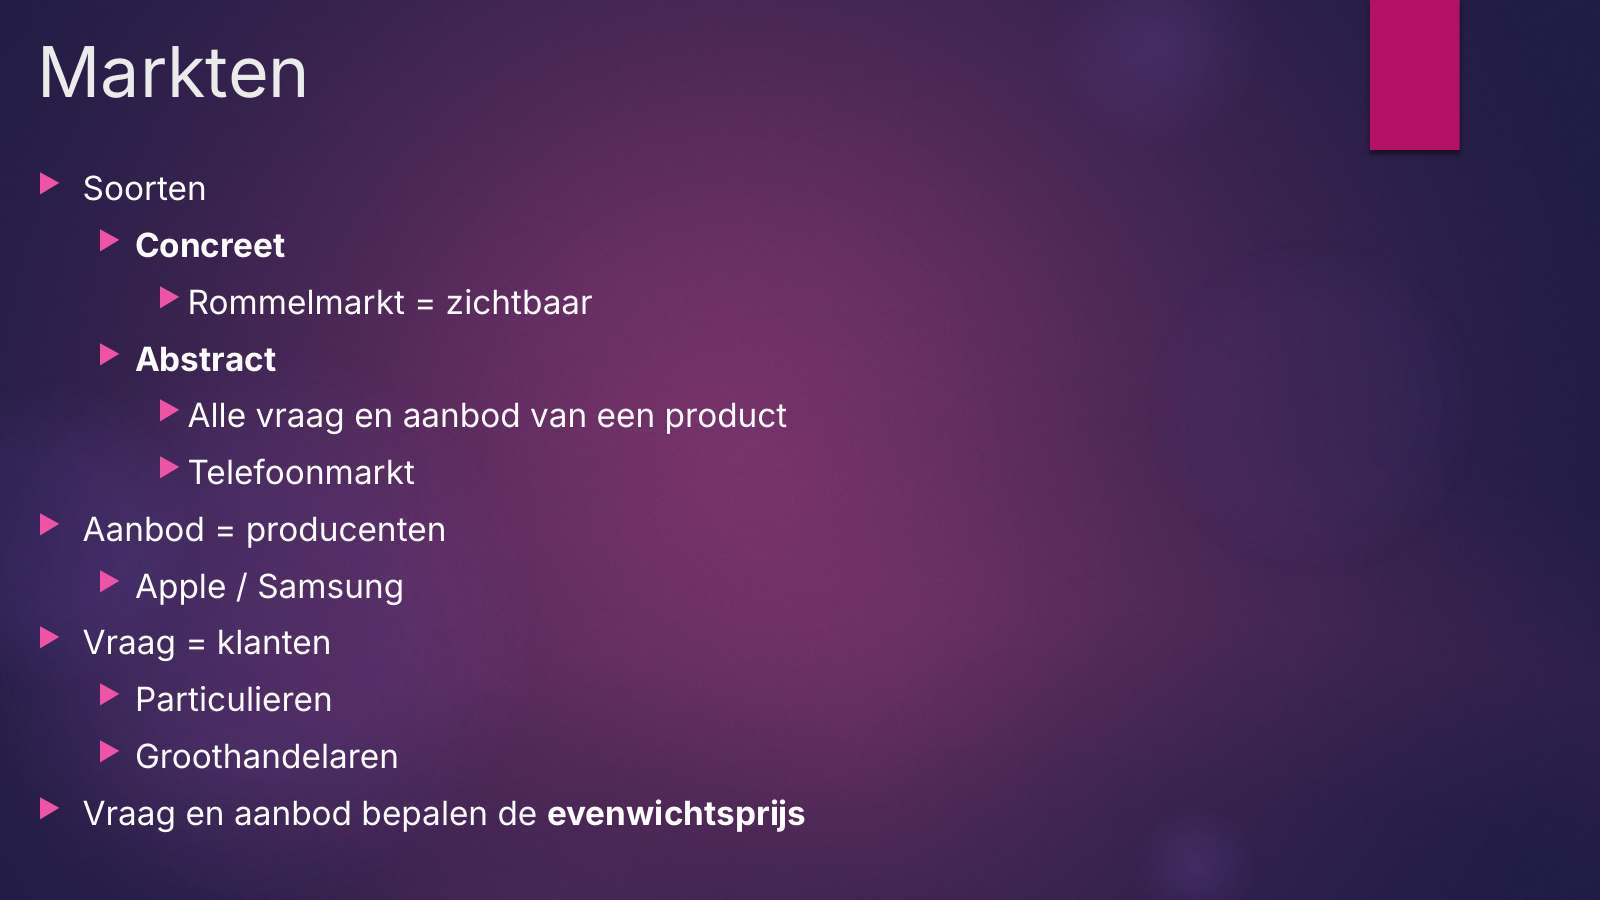 Markten
Soorten
Concreet
Rommelmarkt = zichtbaar
Abstract
Alle vraag en aanbod van een product
Telefoonmarkt
Aanbod = producenten
Apple / Samsung
Vraag = klanten
Particulieren
Groothandelaren
Vraag en aanbod bepalen de evenwichtsprijs